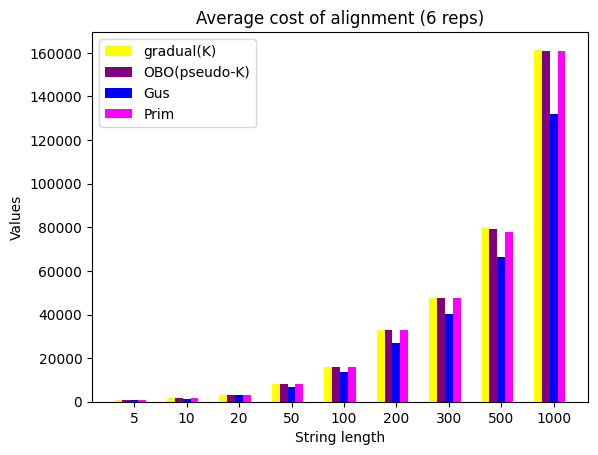 Average cost of alignment (6 reps)
gradual(K)
OBO(pseudo-K)
Gus
Prim
Values
160000
140000
120000
100000
80000
60000
40000
20000
0
5 10 20 50 100 200 300 500 1000
String length